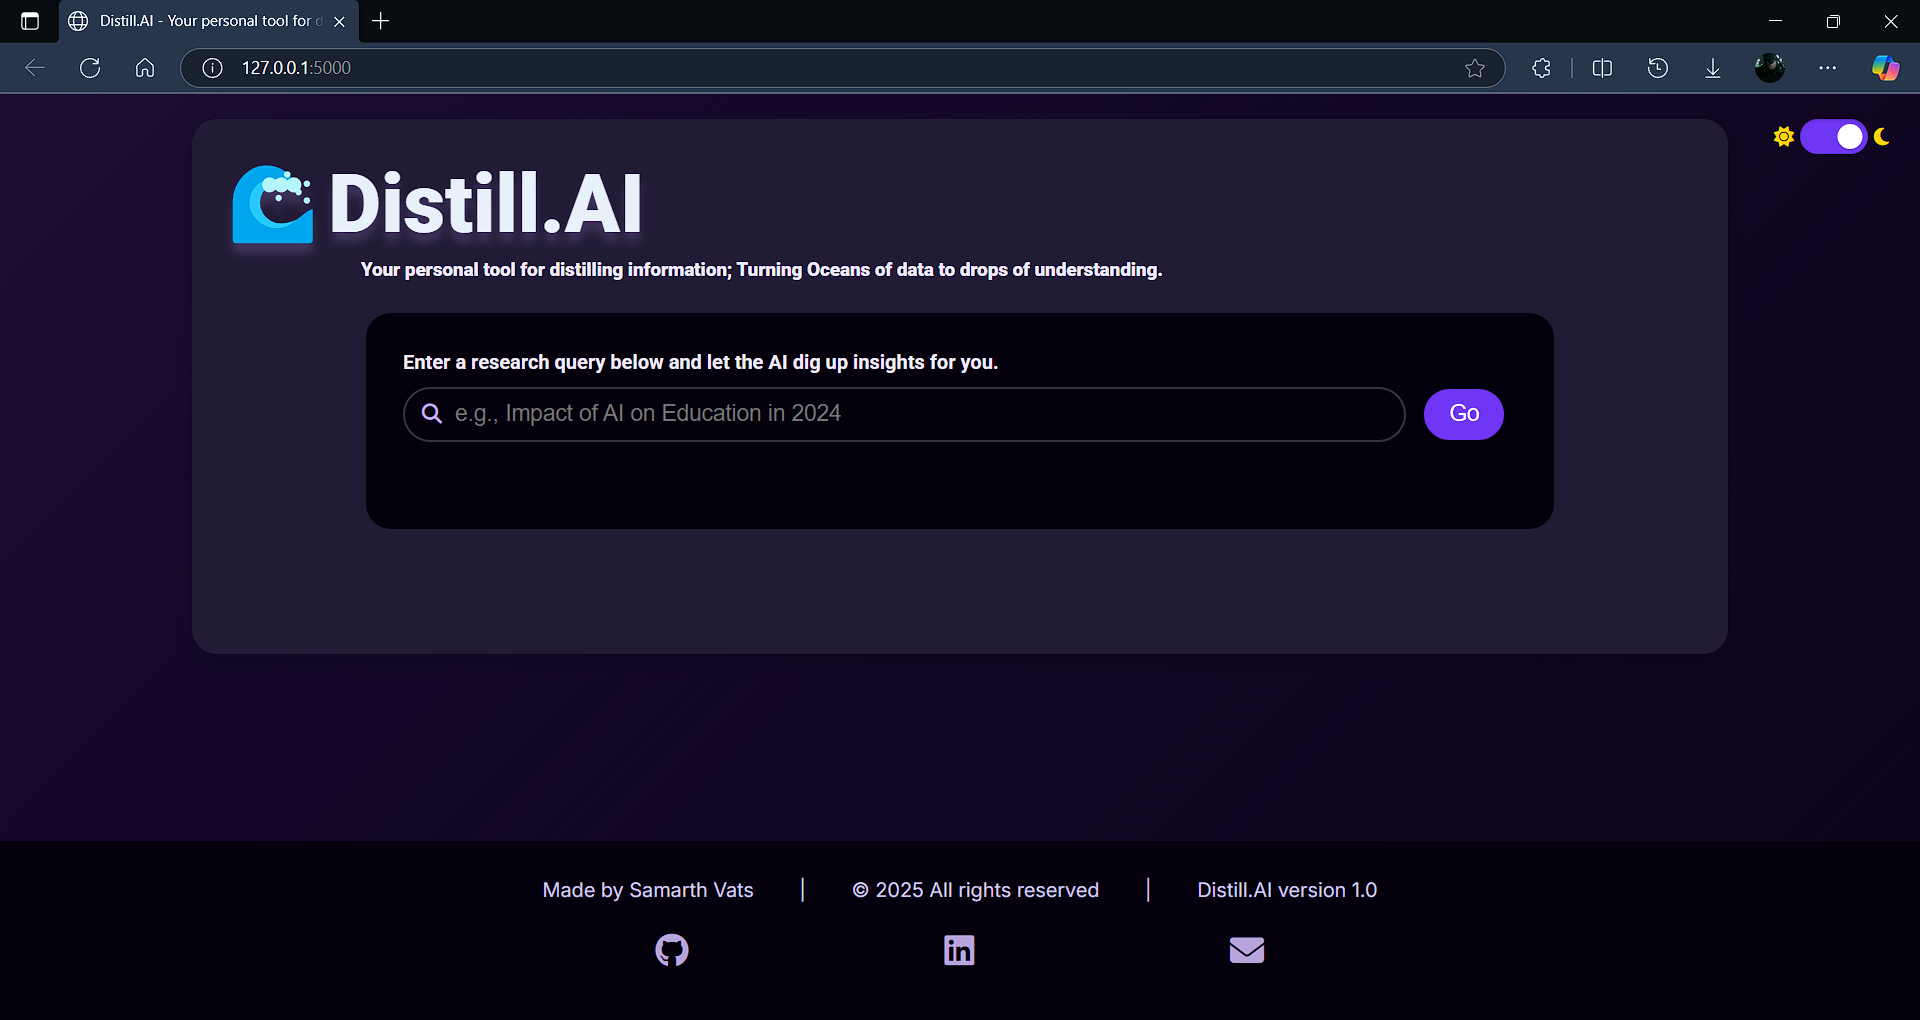 Distill.AI - Your personal tool for d
127.0.0.1:5000
Distill.AI
Your personal tool for distilling information; Turning Oceans of data to drops of understanding.
Enter a research query below and let the AI dig up insights for you.
e.g., Impact of AI on Education in 2024
Go
Made by Samarth Vats | © 2025 All rights reserved | Distill.AI version 1.0
in